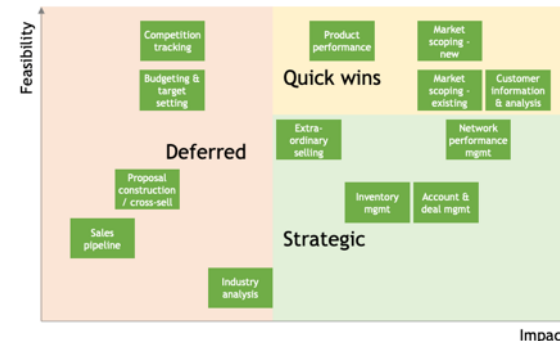 Feasibility
Competition
tracking
Budgeting &
target
setting
Deferred
Proposal
construction
/ cross-sell
Sales
pipeline
Industry
analysis
Product
performance
Market
scoping -
new
Quick wins
Market
scoping -
existing
Customer
information
& analysis
Extra-
ordinary
selling
Network
performance
mgmt
Inventory
mgmt
Account &
deal mgmt
Strategic
Impac